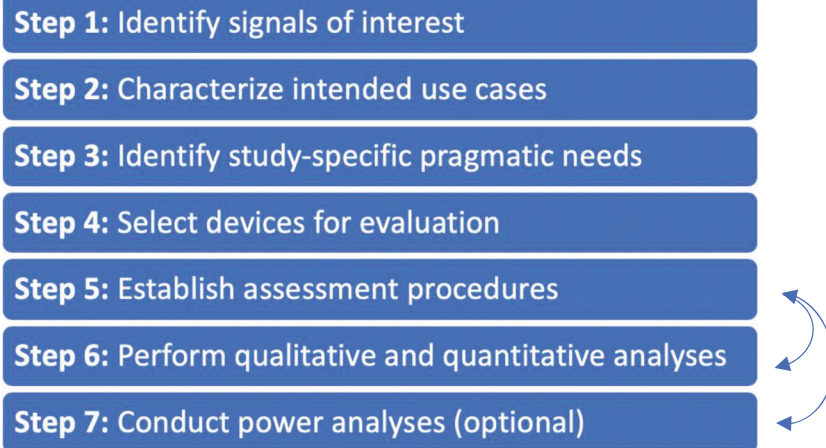 Step 1: Identify signals of interest
Step 2: Characterize intended use cases
Step 3: Identify study-specific pragmatic needs
Step 4: Select devices for evaluation
Step 5: Establish assessment procedures
Step 6: Perform qualitative and quantitative analyses
Step 7: Conduct power analyses (optional)